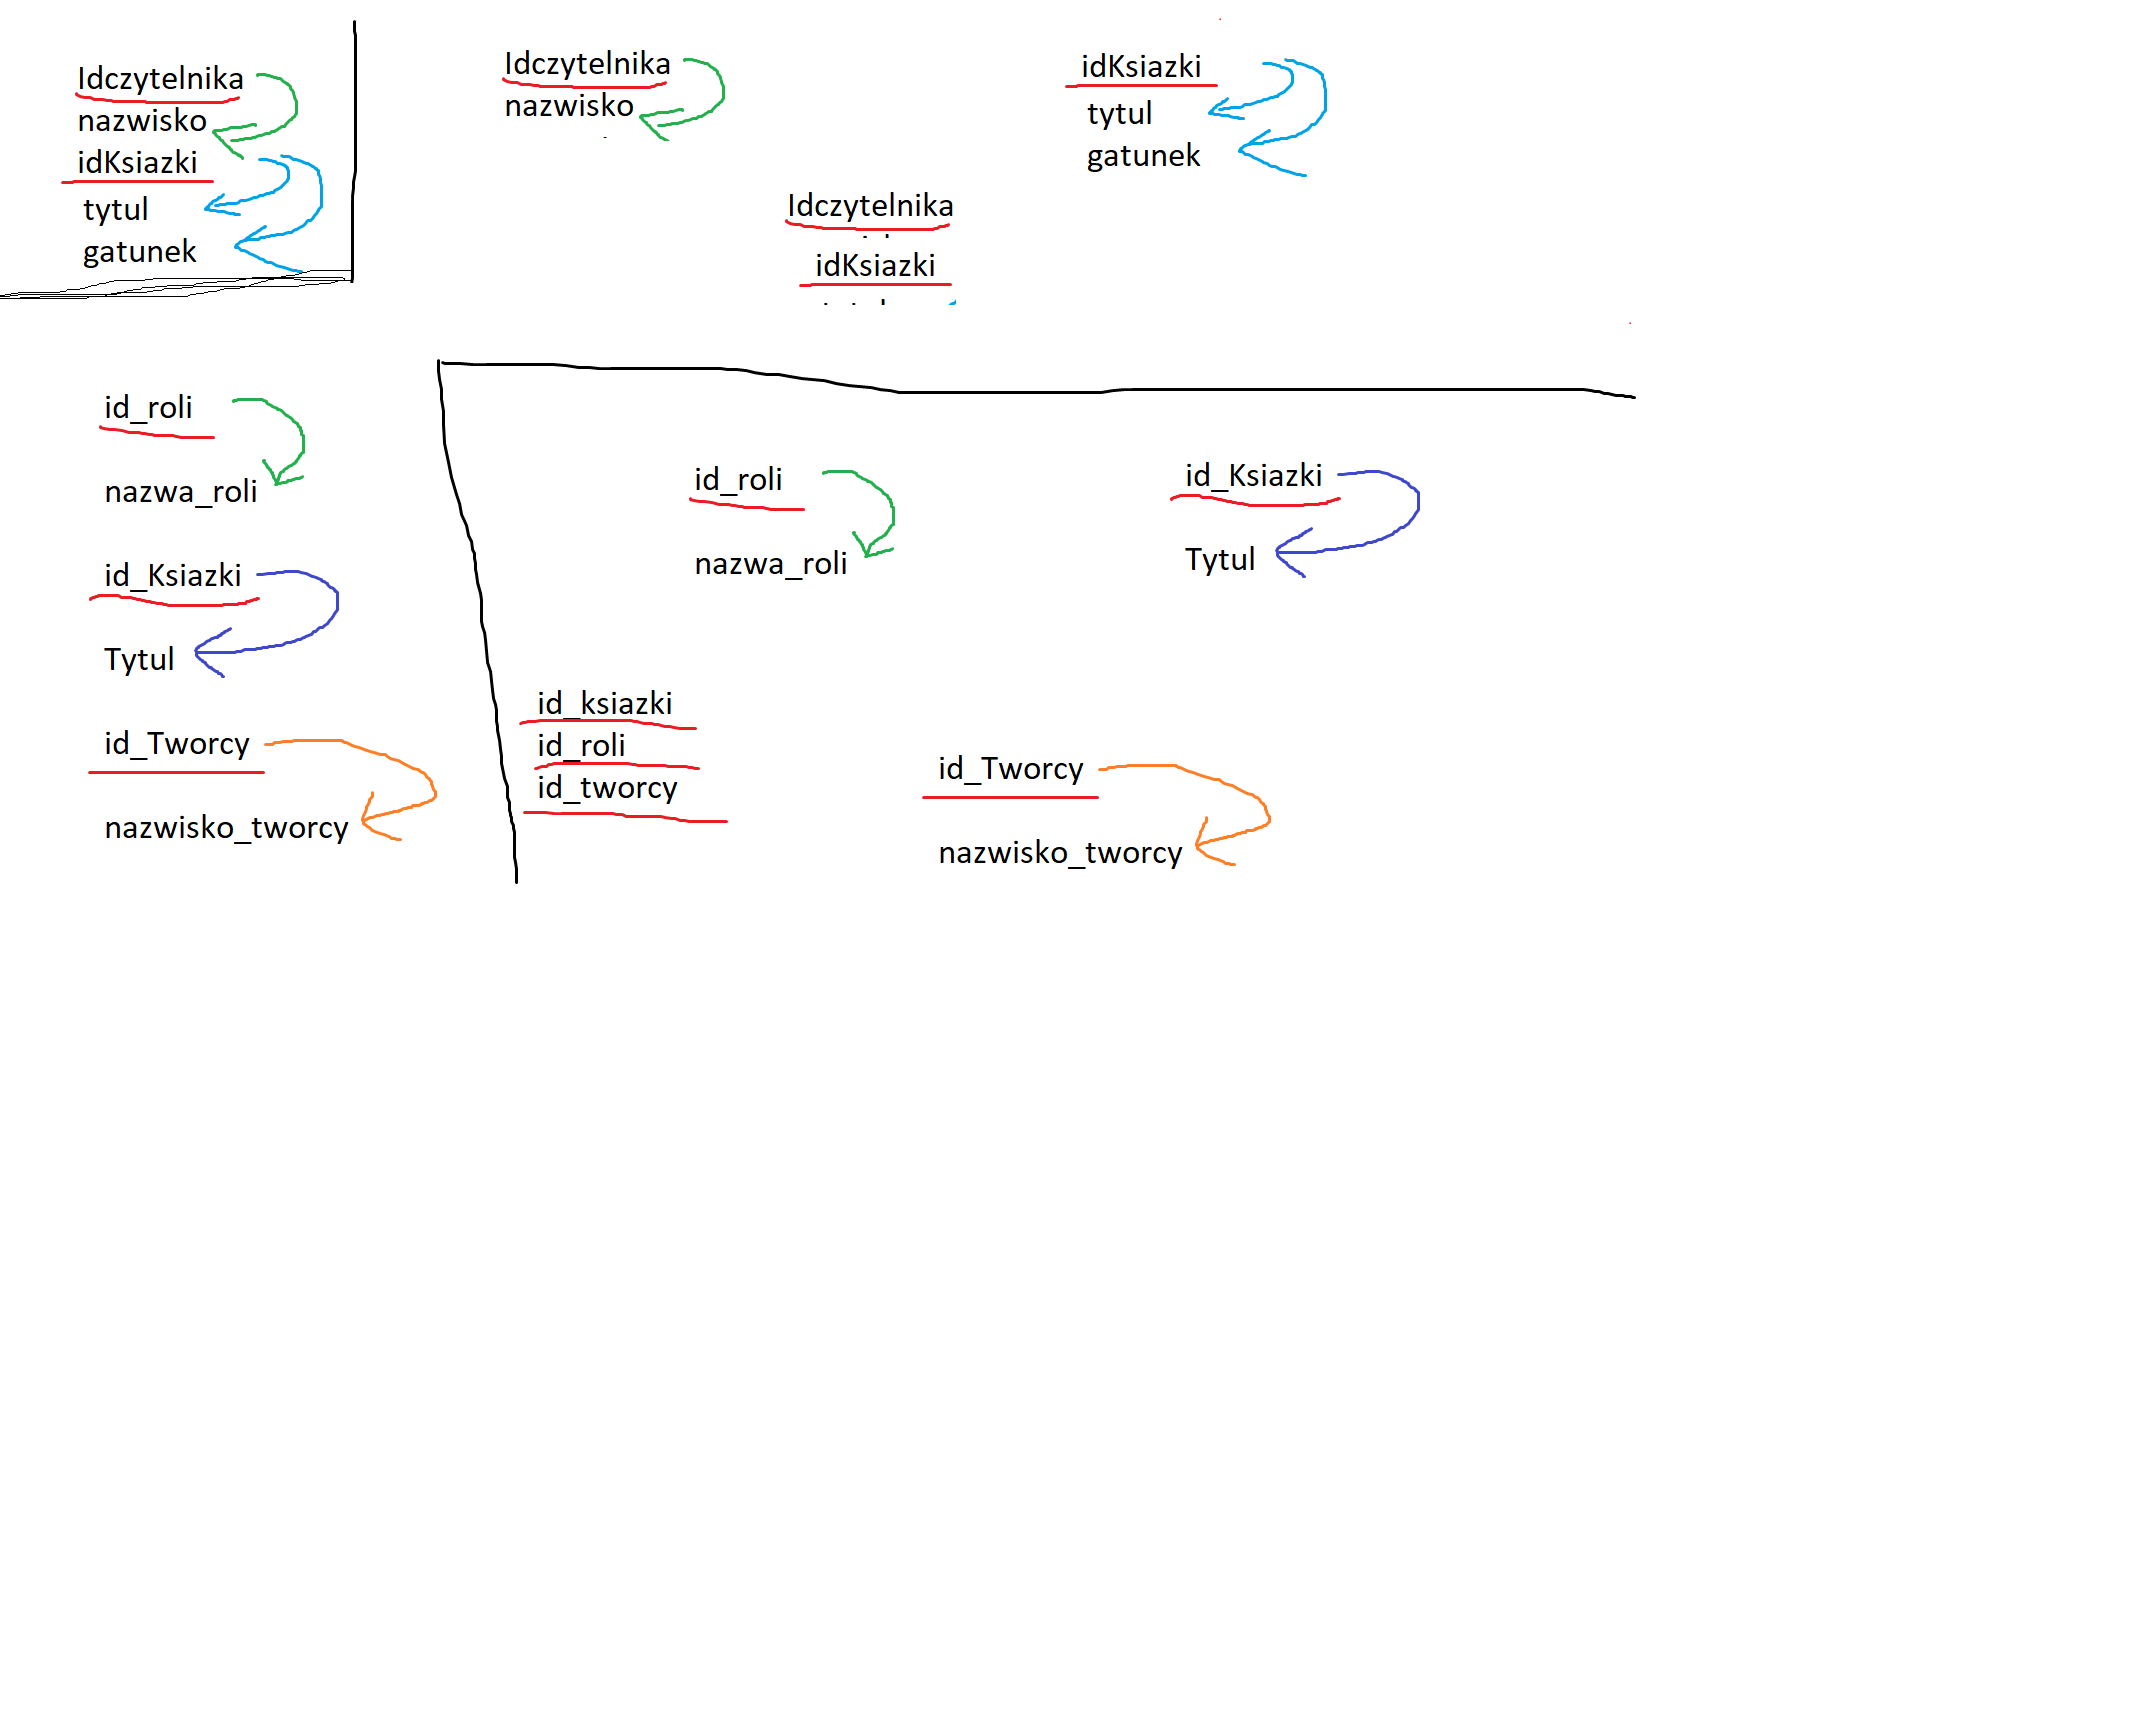 Idczytelnika
nazwisko
idKsiazki
tytul
gatunek
Idczytelnika
nazwisko
idKsiazki
tytul
gatunek
Idczytelnika
idKsiazki
id_roli
nazwa_roli
id_Ksiazki
Tytul
id_Tworcy
nazwisko_tworcy
id_roli
nazwa_roli
id_Ksiazki
Tytul
id_ksiazki
id_roli
id_tworcy
id_Tworcy
nazwisko_tworcy